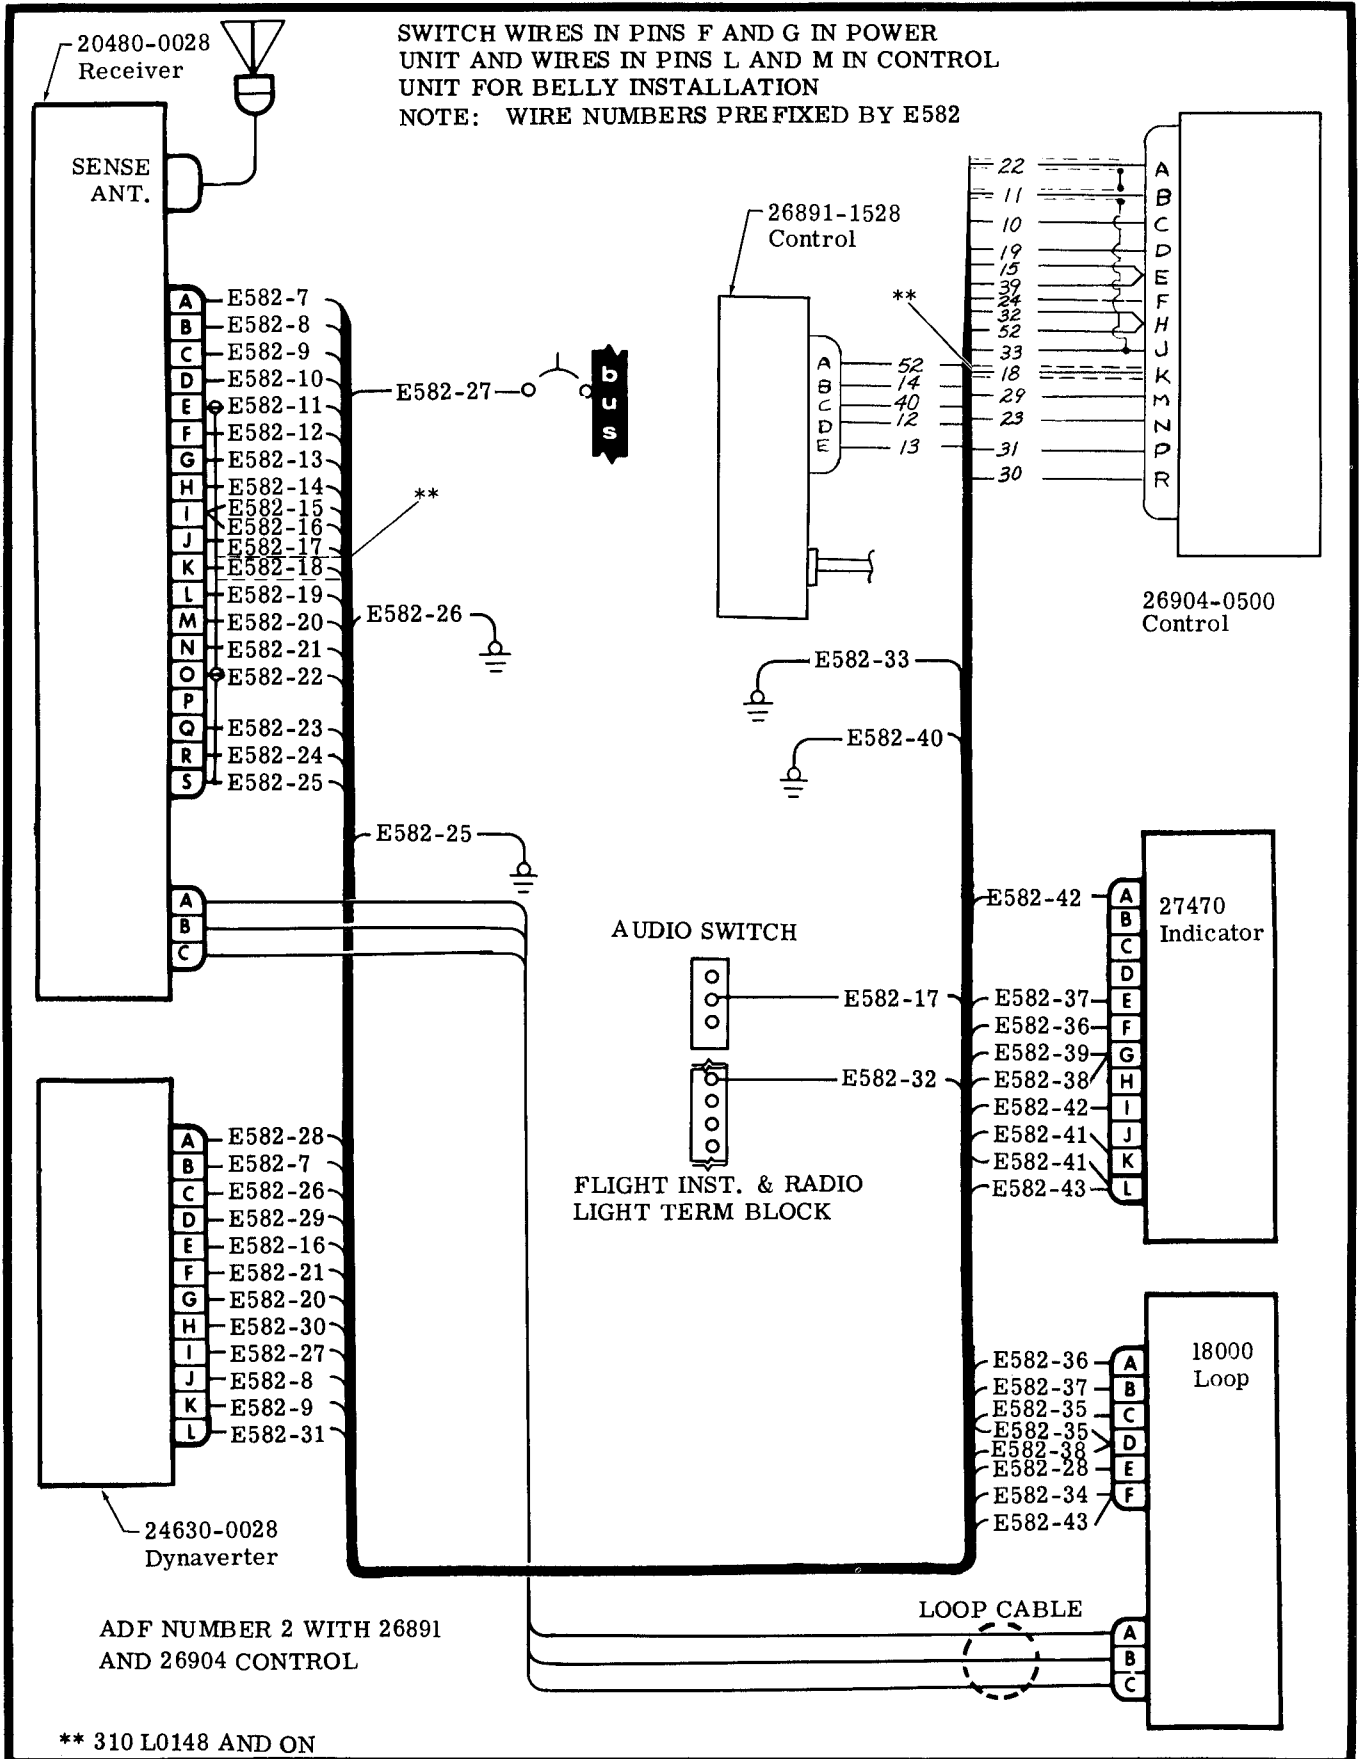 SWITCH WIRES IN PINS F AND G IN POWER
UNIT AND WIRES IN PINS L AND M IN CONTROL
UNIT FOR BELLY INSTALLATION
NOTE: WIRE NUMBERS PREFIXED BY E582
20480-0028
Receiver
SENSE
ANT.
A E582-7
B E582-8
C E582-9
D E582-10
E E582-11
F E582-12
G E582-13
H E582-14
I E582-15
E582-16
J E582-17
K E582-18
L E582-19
M E582-20
N E582-21
O E582-22
P
Q E582-23
R E582-24
S E582-25
A
B
C
E582-27
bus
**
E582-26
E582-25
26891-1528
Control
**
A 52
B 14
C 40
D 12
E 13
22 A
11 B
10 C
19 D
15 E
39
24 F
32 H
52
33 J
18 K
29 M
23 N
31 P
30 R
26904-0500
Control
E582-33
E582-40
AUDIO SWITCH
E582-17
E582-32
FLIGHT INST. & RADIO
LIGHT TERM BLOCK
27470
Indicator
E582-42 A
B
C
D
E582-37 E
E582-36 F
E582-39 G
E582-38 H
E582-42 I
E582-41 J
E582-41 K
E582-43 L
A E582-28
B E582-7
C E582-26
D E582-29
E E582-16
F E582-21
G E582-20
H E582-30
I E582-27
J E582-8
K E582-9
L E582-31
24630-0028
Dynaverter
18000
Loop
E582-36 A
E582-37 B
E582-35 C
E582-35 D
E582-38
E582-28 E
E582-34 F
E582-43
LOOP CABLE
A
B
C
ADF NUMBER 2 WITH 26891
AND 26904 CONTROL
** 310 L0148 AND ON